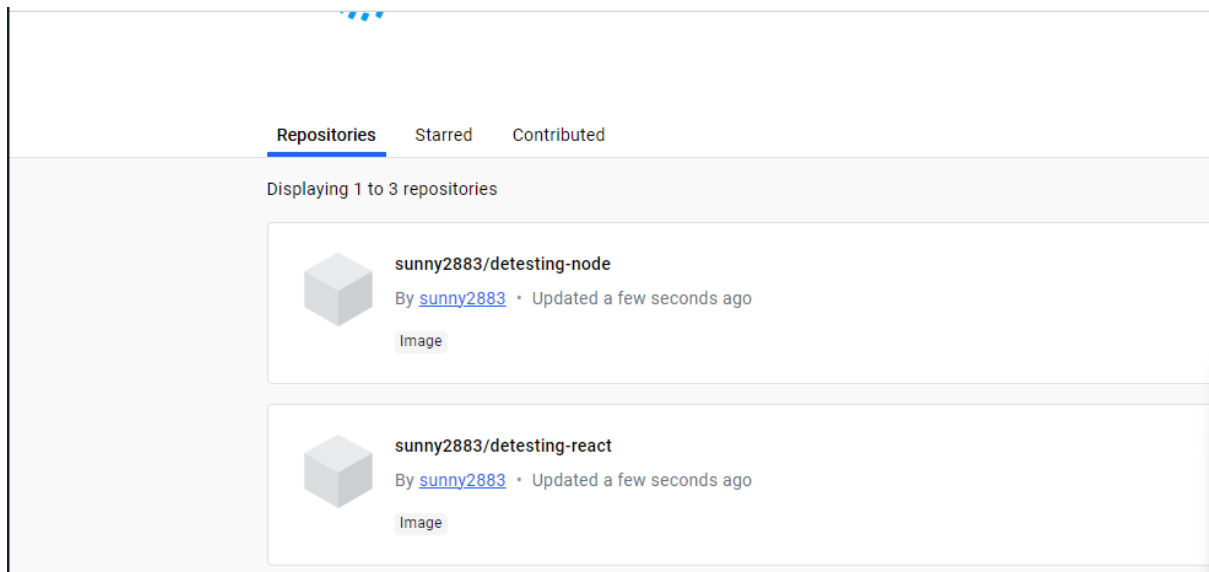 Repositories Starred Contributed
Displaying 1 to 3 repositories
sunny2883/detesting-node
By sunny2883 • Updated a few seconds ago
Image
sunny2883/detesting-react
By sunny2883 • Updated a few seconds ago
Image